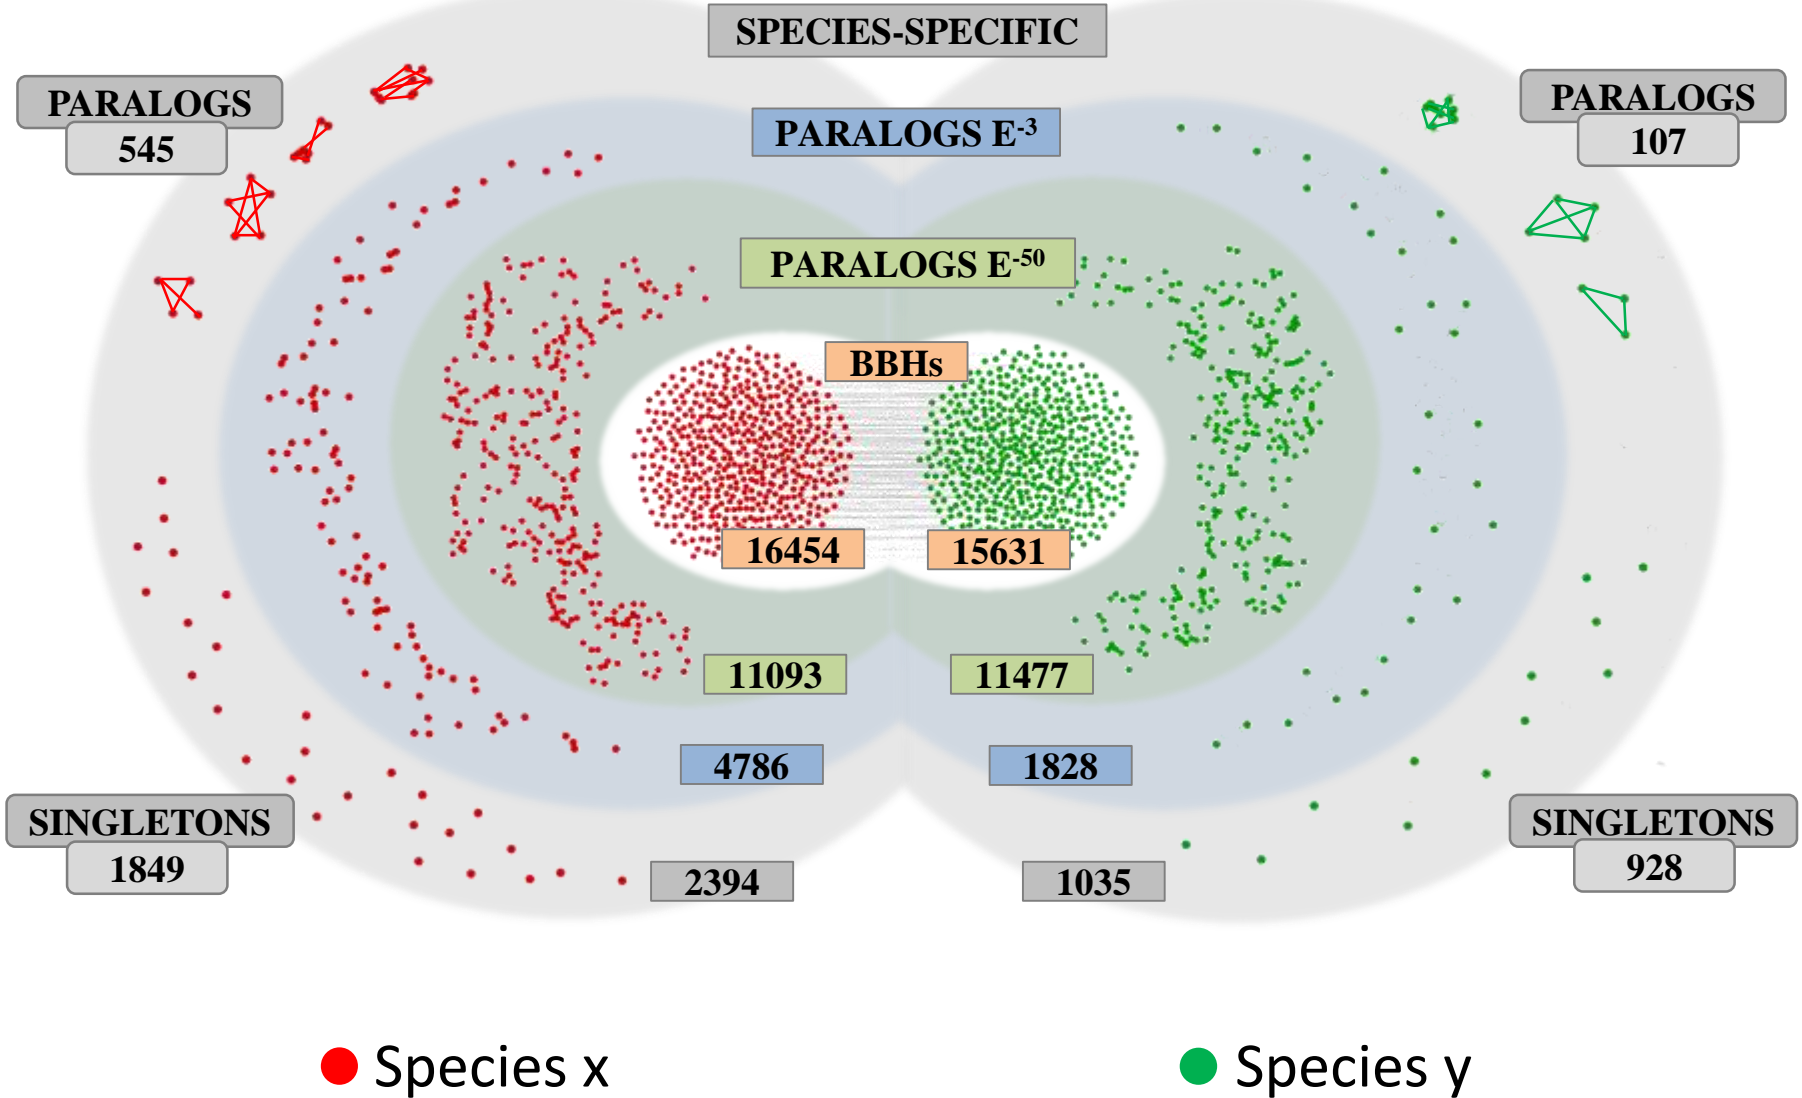 SPECIES-SPECIFIC
PARALOGS
545
PARALOGS
107
PARALOGS E-3
PARALOGS E-50
BBHs
16454
15631
11093
11477
4786
1828
SINGLETONS
1849
SINGLETONS
928
2394
1035
Species x
Species y